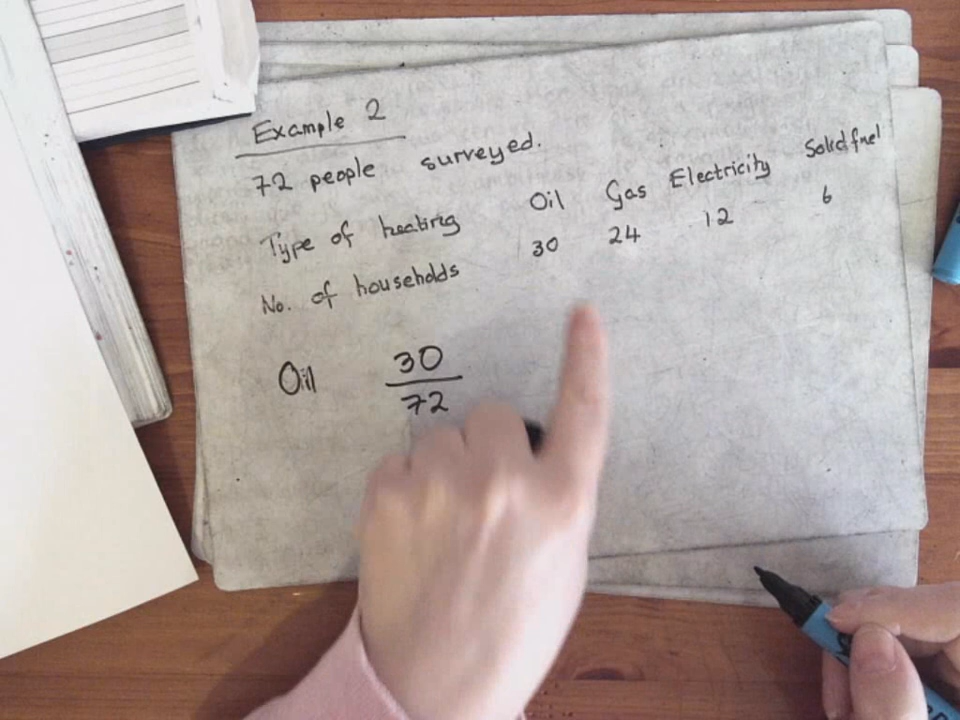 Example 2
72 people surveyed.
Type of heating Oil Gas Electricity Solid fuel
No. of households 30 24 12 6
Oil 30
72